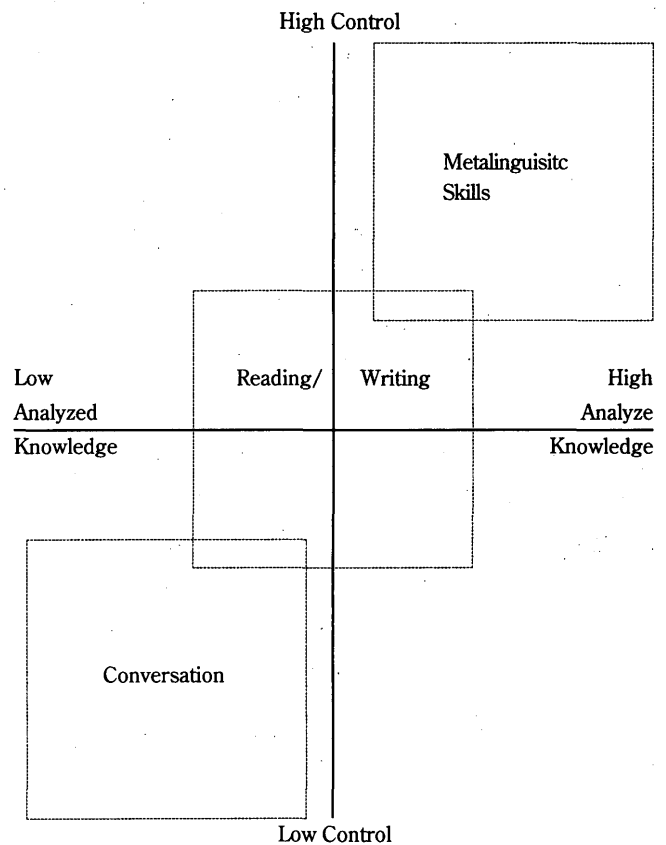 High Control
Metalinguisitc
Skills
Low Reading/ Writing High
Analyzed Analyze
Knowledge Knowledge
Conversation
Low Control